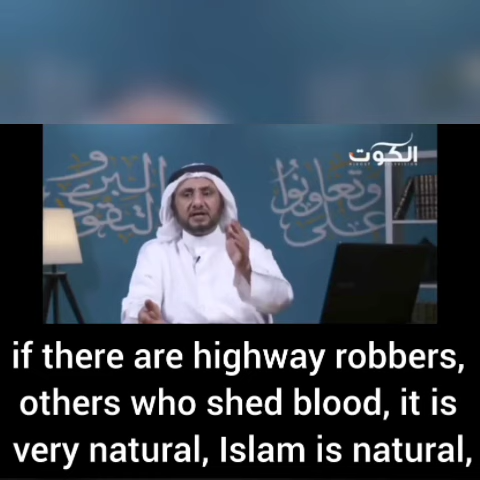 الكوت
البر و
التقوى
وتعاونوا
على
if there are highway robbers,
others who shed blood, it is
very natural, Islam is natural,